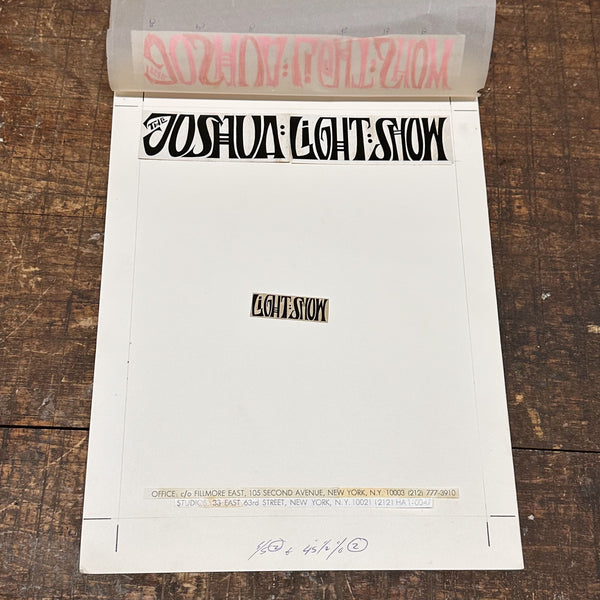 THE JOSHUA LIGHT SHOW
LIGHT SHOW
OFFICE: c/o FILLMORE EAST, 105 SECOND AVENUE, NEW YORK, N.Y. 10003 (212) 777-3910
STUDIO: 33 EAST 63rd STREET, NEW YORK, N.Y. 10021 (212)